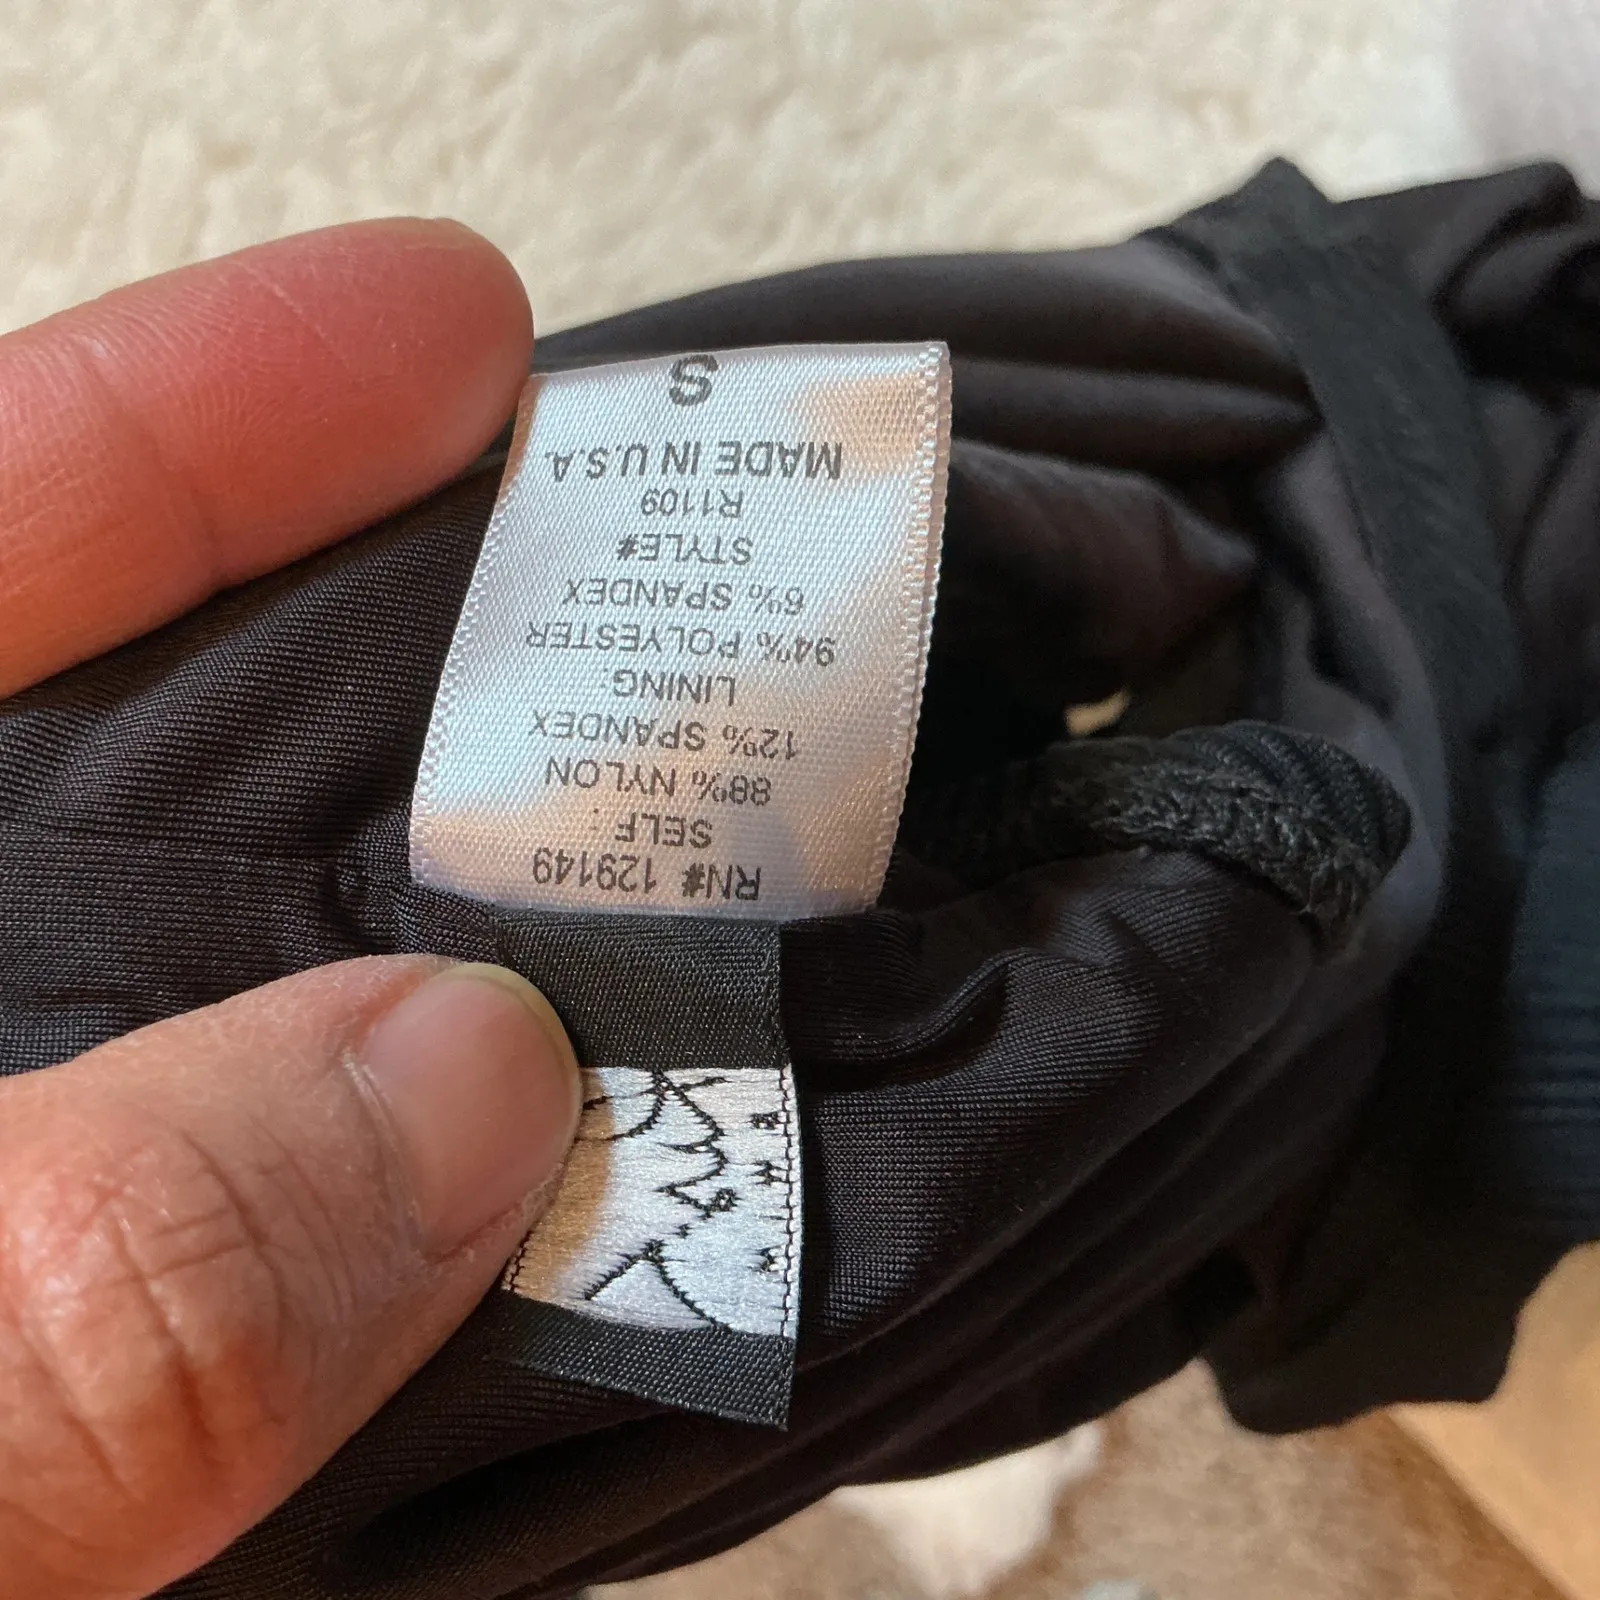 RN# 129149
SELF :
88% NYLON
12% SPANDEX
LINING:
94% POLYESTER
6% SPANDEX
STYLE#
R1109
MADE IN U.S.A.
S